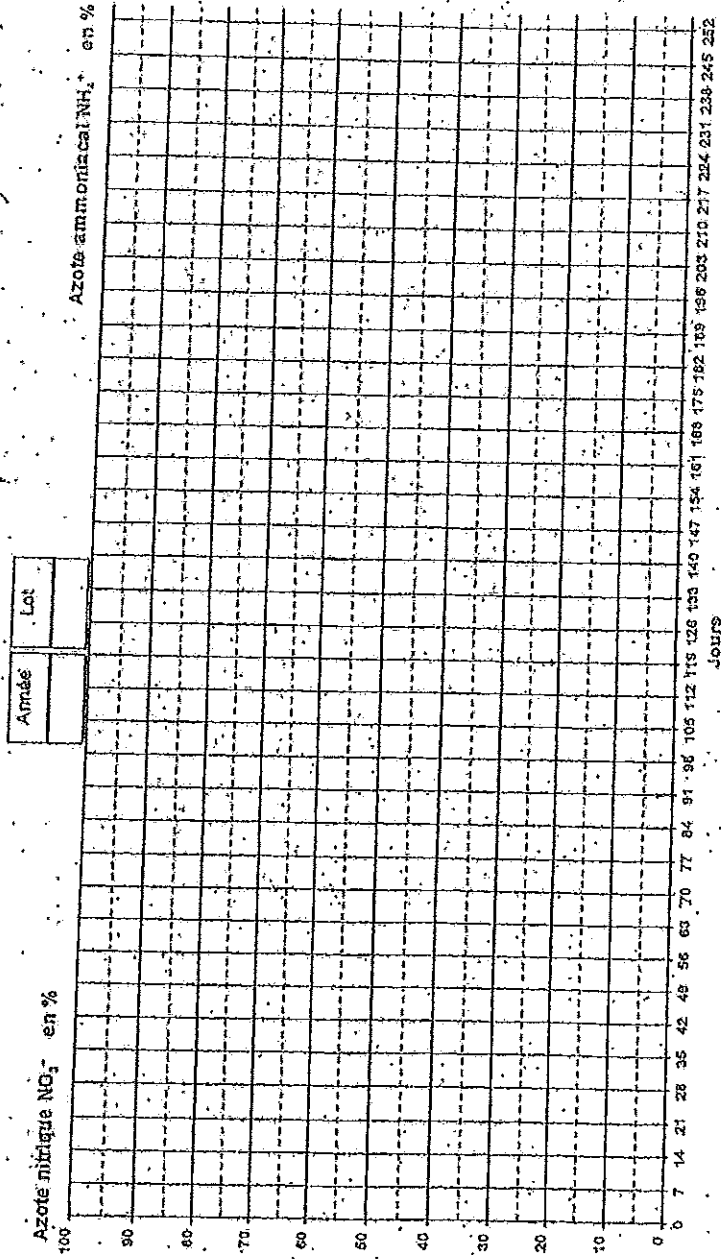 Année Lot
Azote nitrique NO₃⁻ en %
Azote ammoniacal NH₄⁺ en %
100
90
80
70
60
50
40
30
20
10
0
0 7 14 21 28 35 42 49 56 63 70 77 84 91 98 105 112 119 126 133 140 147 154 161 168 175 182 189 196 203 210 217 224 231 238 245 252
Jours